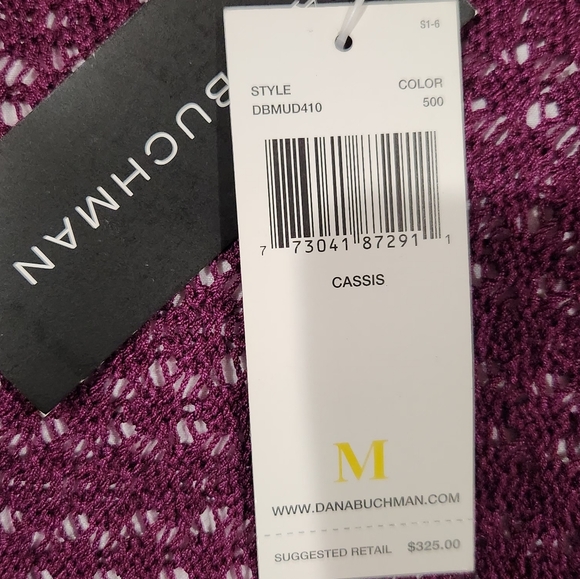 BUCHMAN
S1-6
STYLE COLOR
DBMUD410 500
7 73041 87291 1
CASSIS
M
WWW.DANABUCHMAN.COM
SUGGESTED RETAIL $325.00